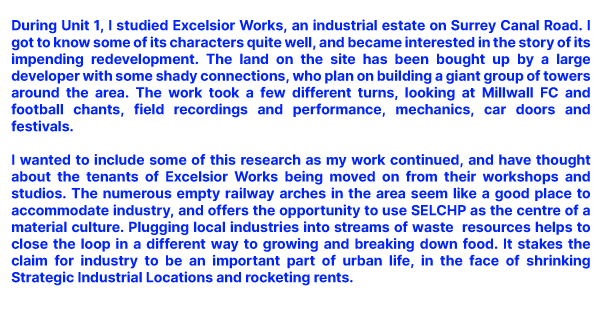 During Unit 1, I studied Excelsior Works, an industrial estate on Surrey Canal Road. I
got to know some of its characters quite well, and became interested in the story of its
impending redevelopment. The land on the site has been bought up by a large
developer with some shady connections, who plan on building a giant group of towers
around the area. The work took a few different turns, looking at Millwall FC and
football chants, field recordings and performance, mechanics, car doors and
festivals.

I wanted to include some of this research as my work continued, and have thought
about the tenants of Excelsior Works being moved on from their workshops and
studios. The numerous empty railway arches in the area seem like a good place to
accommodate industry, and offers the opportunity to use SELCHP as the centre of a
material culture. Plugging local industries into streams of waste  resources helps to
close the loop in a different way to growing and breaking down food. It stakes the
claim for industry to be an important part of urban life, in the face of shrinking
Strategic Industrial Locations and rocketing rents.